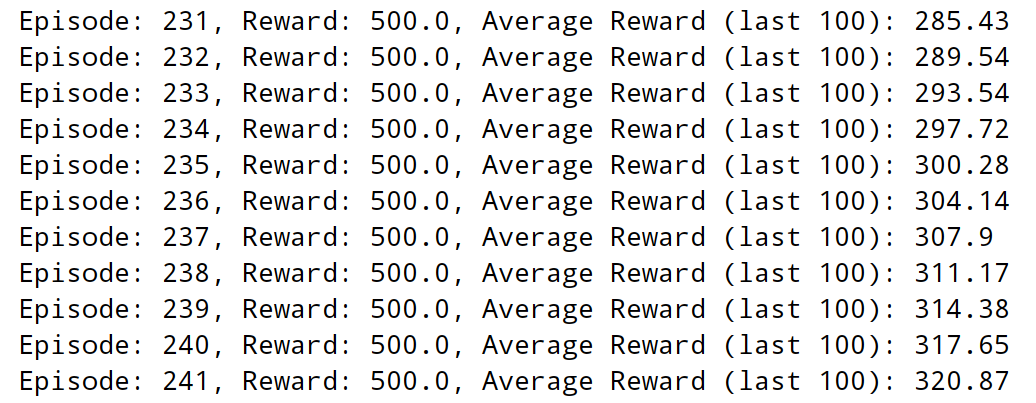 Episode: 231, Reward: 500.0, Average Reward (last 100): 285.43
Episode: 232, Reward: 500.0, Average Reward (last 100): 289.54
Episode: 233, Reward: 500.0, Average Reward (last 100): 293.54
Episode: 234, Reward: 500.0, Average Reward (last 100): 297.72
Episode: 235, Reward: 500.0, Average Reward (last 100): 300.28
Episode: 236, Reward: 500.0, Average Reward (last 100): 304.14
Episode: 237, Reward: 500.0, Average Reward (last 100): 307.9
Episode: 238, Reward: 500.0, Average Reward (last 100): 311.17
Episode: 239, Reward: 500.0, Average Reward (last 100): 314.38
Episode: 240, Reward: 500.0, Average Reward (last 100): 317.65
Episode: 241, Reward: 500.0, Average Reward (last 100): 320.87